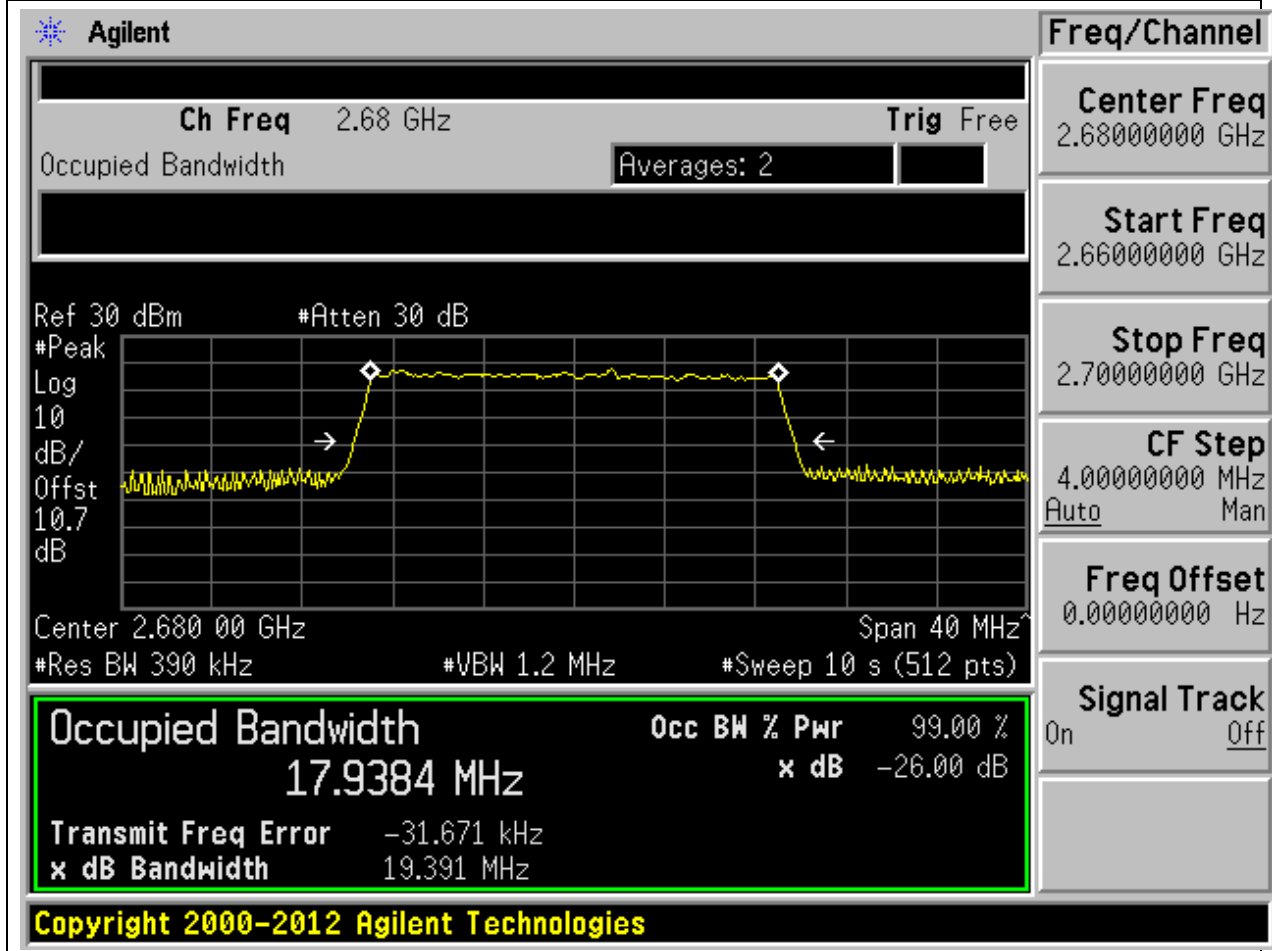 Agilent
Freq/Channel
Ch Freq 2.68 GHz Trig Free
Occupied Bandwidth Averages: 2
Ref 30 dBm #Atten 30 dB
#Peak
Log
10
dB/
Offst
10.7
dB
Center 2.680 00 GHz Span 40 MHz^
#Res BW 390 kHz #VBW 1.2 MHz #Sweep 10 s (512 pts)
Occupied Bandwidth Occ BW % Pwr 99.00 %
17.9384 MHz x dB -26.00 dB
Transmit Freq Error -31.671 kHz
x dB Bandwidth 19.391 MHz
Copyright 2000-2012 Agilent Technologies
Center Freq
2.68000000 GHz
Start Freq
2.66000000 GHz
Stop Freq
2.70000000 GHz
CF Step
4.00000000 MHz
Auto Man
Freq Offset
0.00000000 Hz
Signal Track
On Off